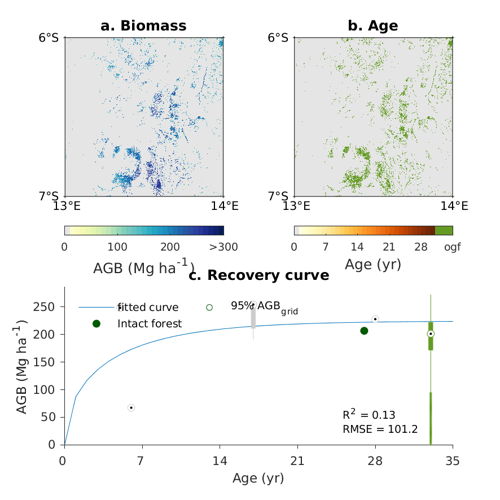 a. Biomass
b. Age
6°S
6°S
7°S
7°S
13°E
14°E
13°E
14°E
0
100
200
>300
0
7
14
21
28
ogf
AGB (Mg ha-1)
Age (yr)
c. Recovery curve
fitted curve
95% AGBgrid
Intact forest
250
200
150
100
50
0
AGB (Mg ha-1)
R2 = 0.13
RMSE = 101.2
0
7
14
21
28
35
Age (yr)